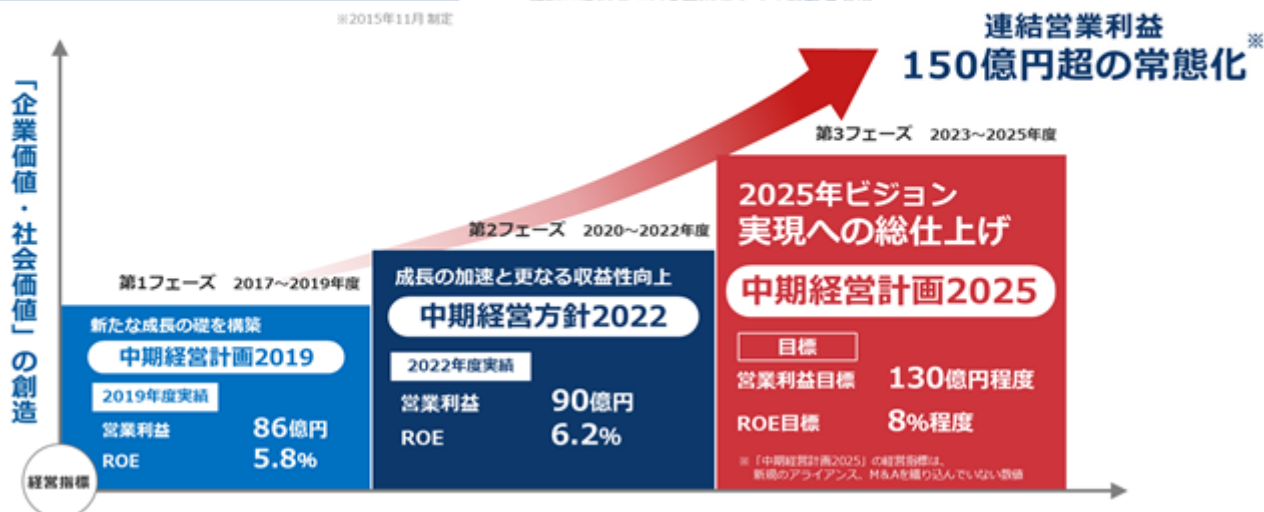 ※2015年11月 制定
連結営業利益
150億円超の常態化※
「企業価値・社会価値」の創造
第3フェーズ 2023～2025年度
2025年ビジョン
実現への総仕上げ
中期経営計画2025
目標
営業利益目標 130億円程度
ROE目標 8%程度
※「中期経営計画2025」の経営指標は、
新規のアライアンス、M&Aを織り込んでいない数値
第2フェーズ 2020～2022年度
成長の加速と更なる収益性向上
中期経営方針2022
2022年度実績
営業利益 90億円
ROE 6.2%
第1フェーズ 2017～2019年度
新たな成長の礎を構築
中期経営計画2019
2019年度実績
営業利益 86億円
ROE 5.8%
経営指標